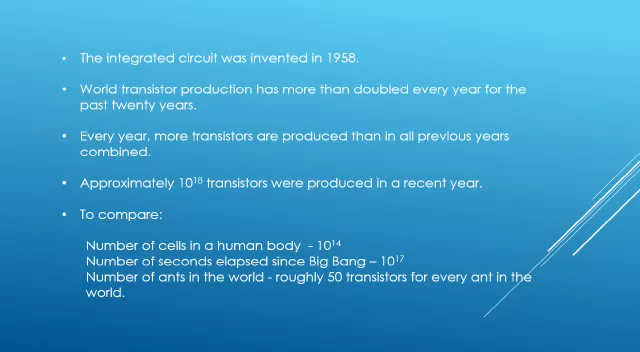 • The integrated circuit was invented in 1958.
• World transistor production has more than doubled every year for the
past twenty years.
• Every year, more transistors are produced than in all previous years
combined.
• Approximately 10¹⁸ transistors were produced in a recent year.
• To compare:
Number of cells in a human body - 10¹⁴
Number of seconds elapsed since Big Bang – 10¹⁷
Number of ants in the world - roughly 50 transistors for every ant in the
world.